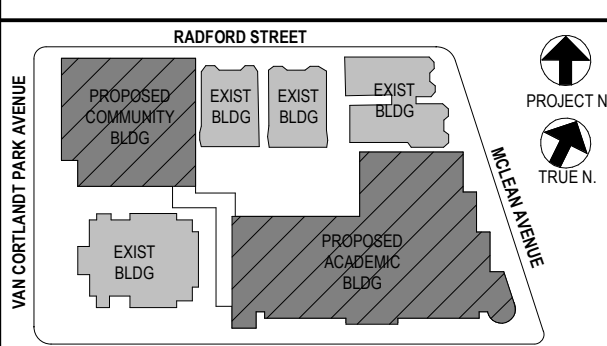 RADFORD STREET
VAN CORTLANDT PARK AVENUE
PROPOSED
COMMUNITY
BLDG
EXIST
BLDG
EXIST
BLDG
EXIST
BLDG
PROJECT N
TRUE N.
MCLEAN AVENUE
EXIST
BLDG
PROPOSED
ACADEMIC
BLDG